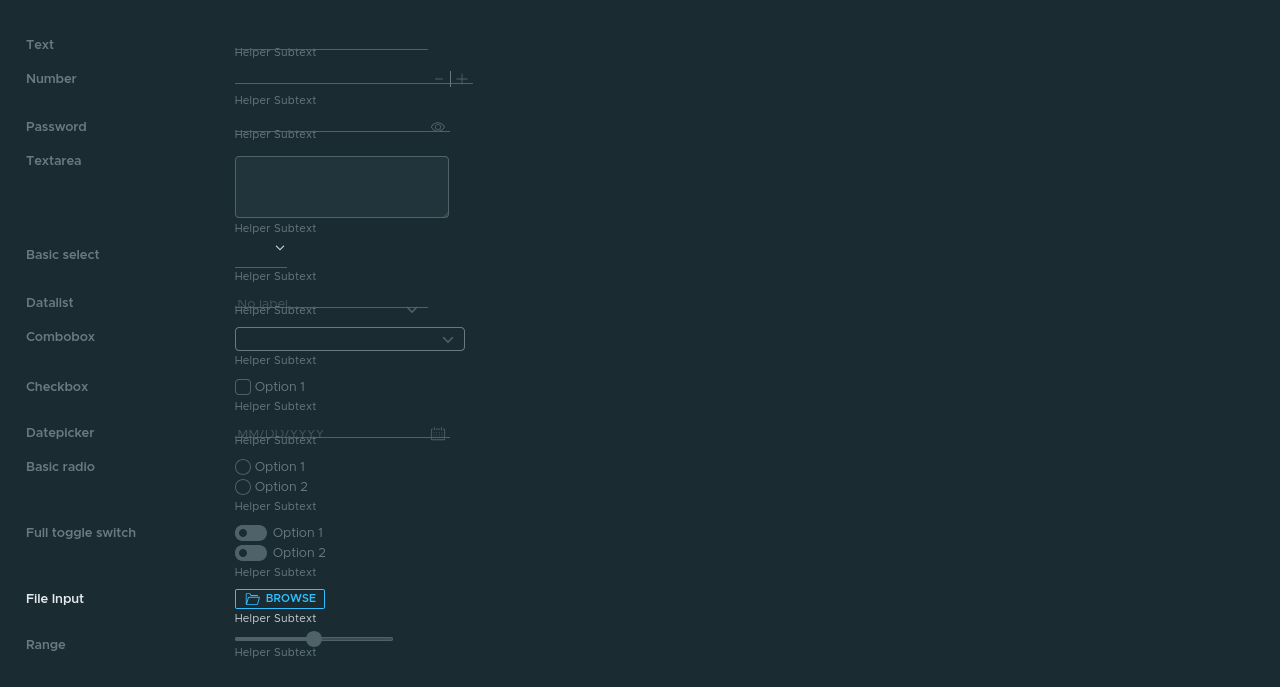 Text
Helper Subtext
Number
Helper Subtext
Password
Helper Subtext
Textarea
Helper Subtext
Basic select
Helper Subtext
Datalist No label
Helper Subtext
Combobox
Helper Subtext
Checkbox Option 1
Helper Subtext
Datepicker MM/DD/YYYY
Helper Subtext
Basic radio Option 1
Option 2
Helper Subtext
Full toggle switch Option 1
Option 2
Helper Subtext
File Input BROWSE
Helper Subtext
Range
Helper Subtext